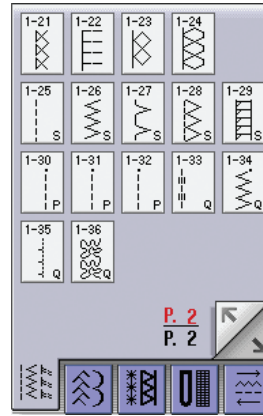 1-21 1-22 1-23 1-24
1-25 1-26 1-27 1-28 1-29
S S S S S
1-30 1-31 1-32 1-33 1-34
P P P Q Q
1-35 1-36
Q Q
P. 2
P. 2